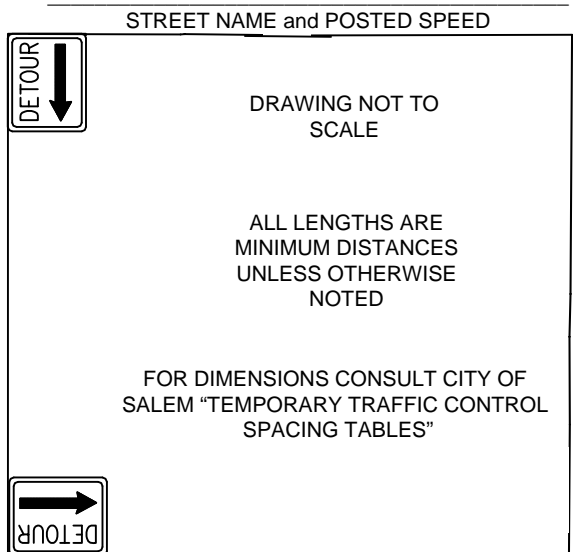 STREET NAME and POSTED SPEED
DETOUR
DRAWING NOT TO
SCALE
ALL LENGTHS ARE
MINIMUM DISTANCES
UNLESS OTHERWISE
NOTED
FOR DIMENSIONS CONSULT CITY OF
SALEM “TEMPORARY TRAFFIC CONTROL
SPACING TABLES”
DETOUR